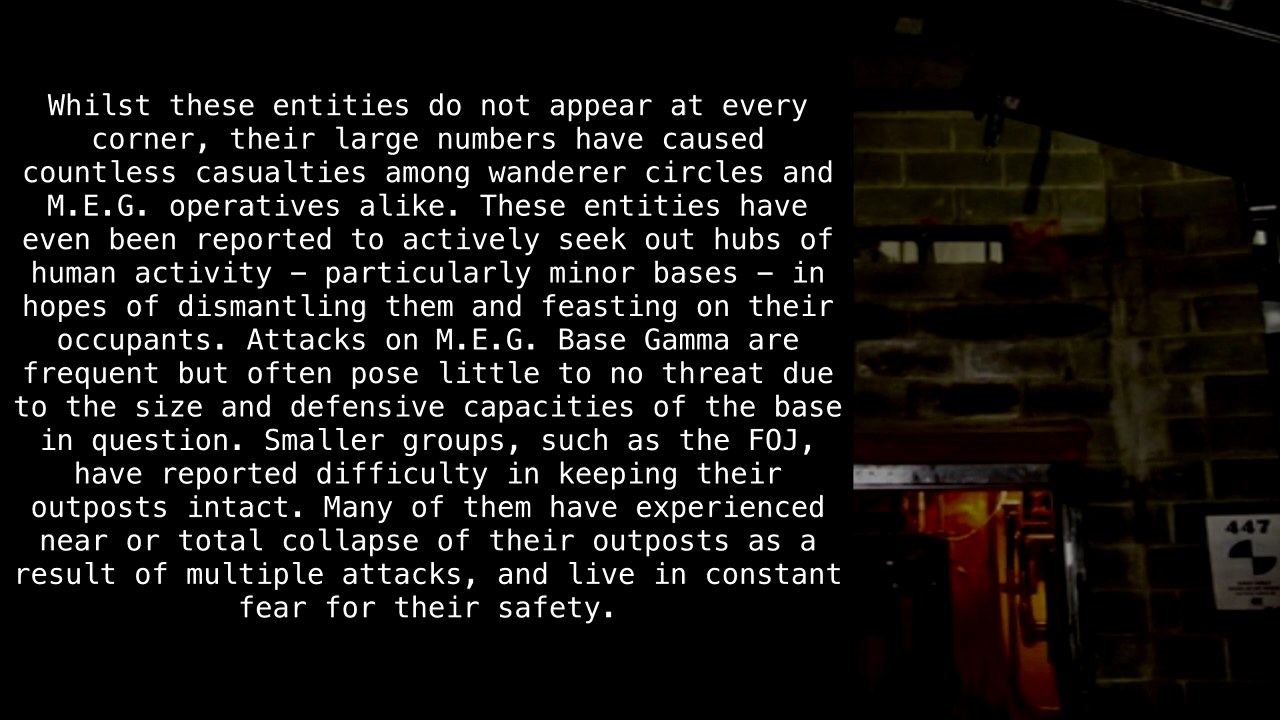 Whilst these entities do not appear at every
corner, their large numbers have caused
countless casualties among wanderer circles and
M.E.G. operatives alike. These entities have
even been reported to actively seek out hubs of
human activity – particularly minor bases – in
hopes of dismantling them and feasting on their
occupants. Attacks on M.E.G. Base Gamma are
frequent but often pose little to no threat due
to the size and defensive capacities of the base
in question. Smaller groups, such as the FOJ,
have reported difficulty in keeping their
outposts intact. Many of them have experienced
near or total collapse of their outposts as a
result of multiple attacks, and live in constant
fear for their safety.
447